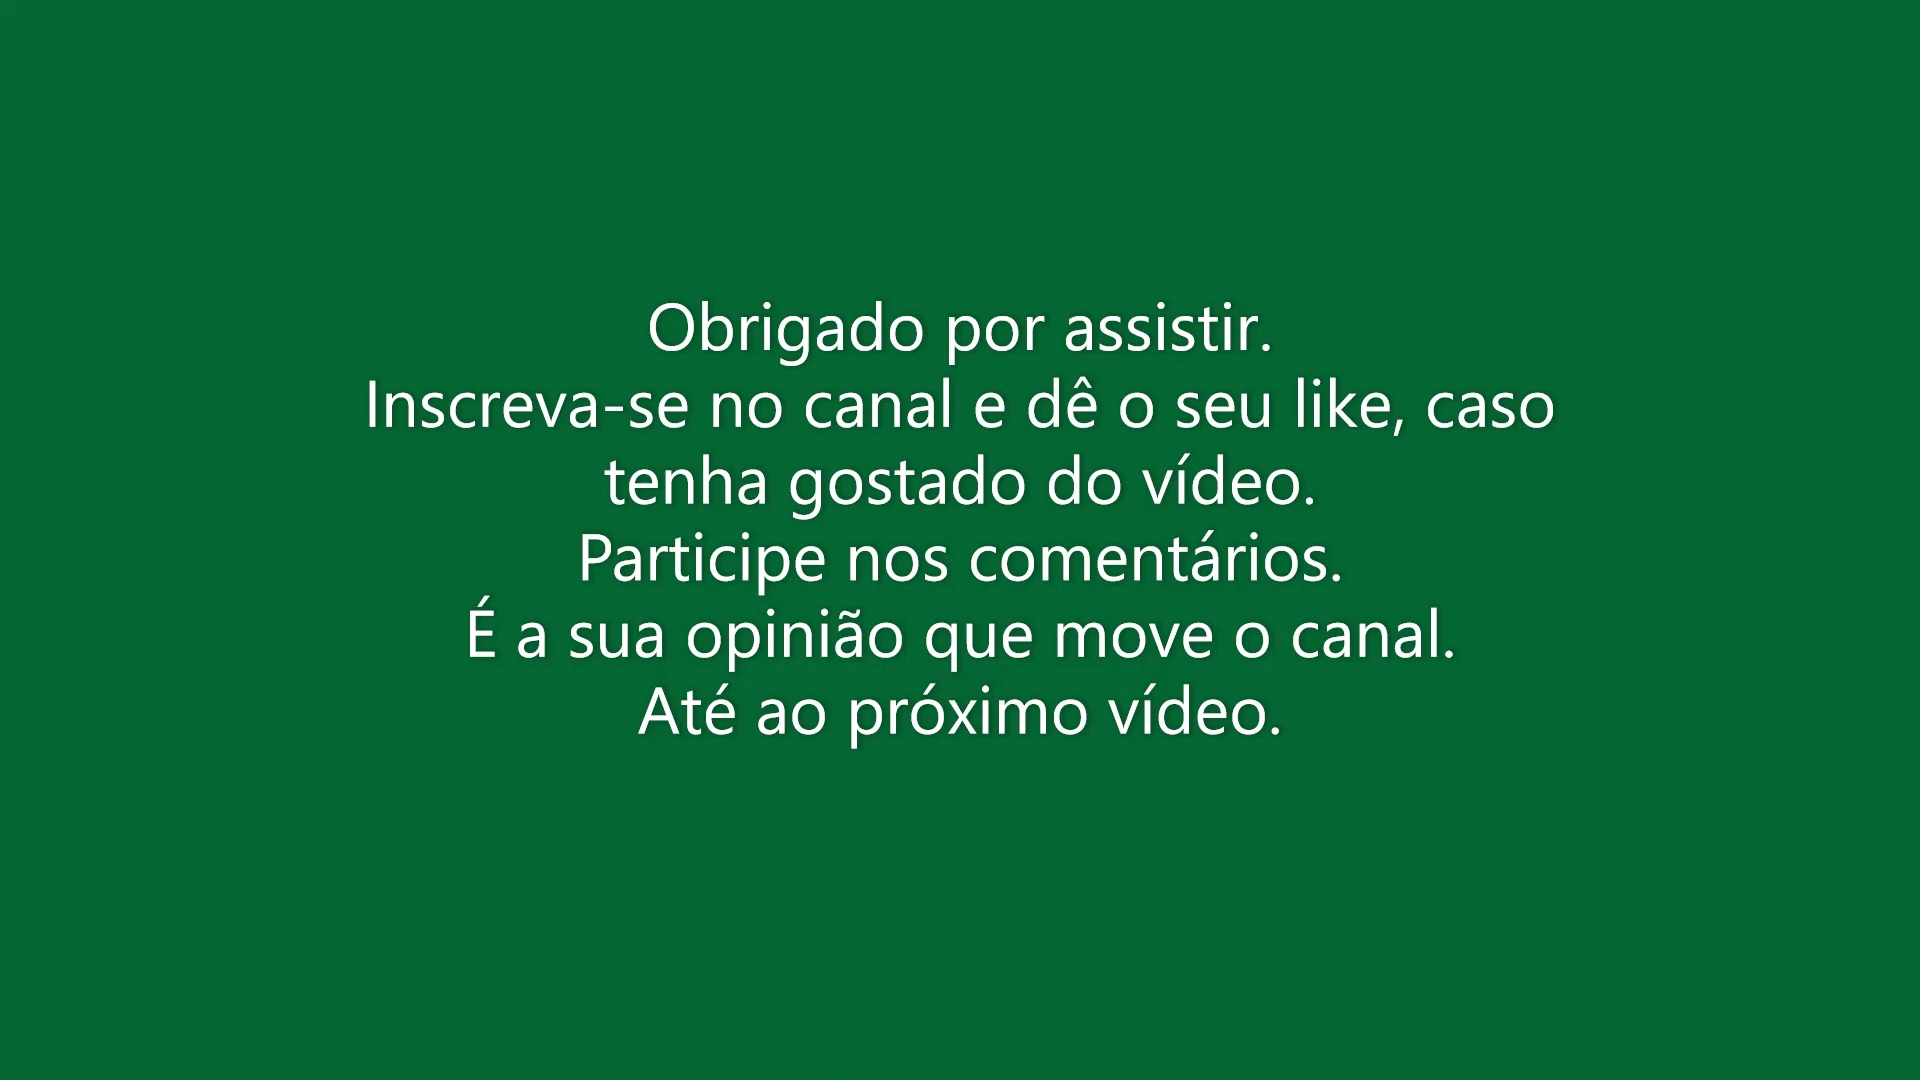 Obrigado por assistir.
Inscreva-se no canal e dê o seu like, caso
tenha gostado do vídeo.
Participe nos comentários.
É a sua opinião que move o canal.
Até ao próximo vídeo.